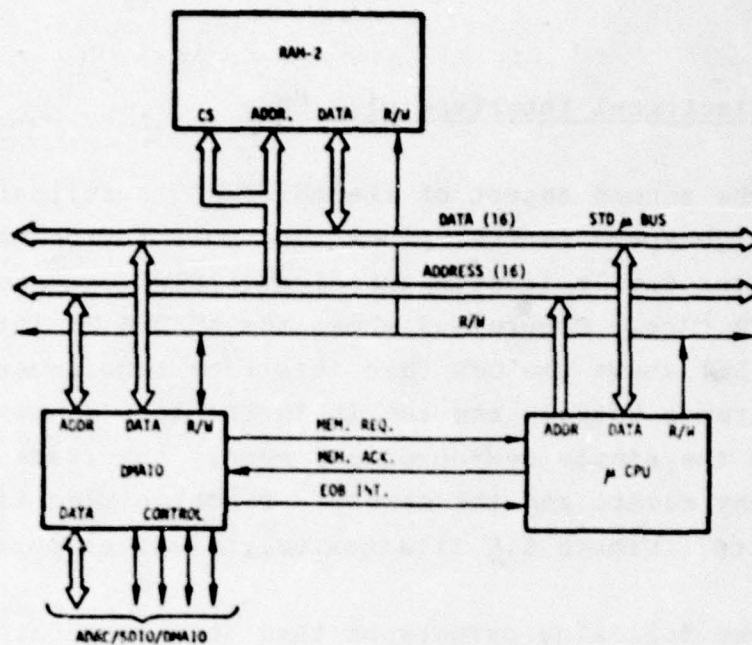 RAM-2
CS ADDR. DATA R/W
DATA (16) STD μ BUS
ADDRESS (16)
R/W
ADDR DATA R/W
DMAIO
DATA CONTROL
MEM. REQ.
MEM. ACK.
EOB INT.
ADDR DATA R/W
μ CPU
ADGC/SDIO/DMAIO